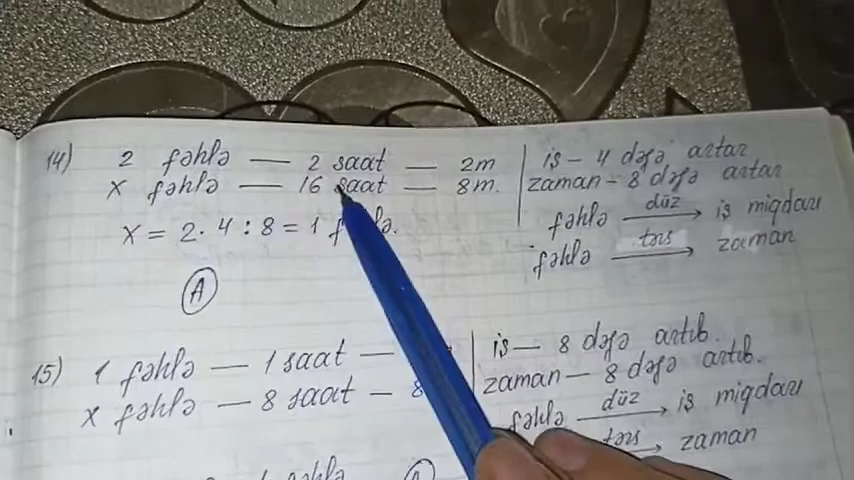 14) 2 fəhlə — 2 saat — 2m
x fəhlə — 16 saat — 8m.
x = 2 · 4 : 8 = 1
A
iş – 4 dəfə artar
zaman – 8 dəfə artar
fəhlə düz → iş miqdarı
fəhlə tərs → zaman
15) 1 fəhlə — 1 saat —
x fəhlə — 8 saat – 8
iş — 8 dəfə artıb.
zaman — 8 dəfə artıb.
fəhlə düz → iş miqdarı
tərs → zaman
fəhlə
A